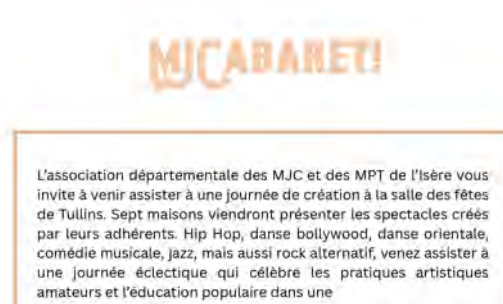 MJCABARET!
L'association départementale des MJC et des MPT de l'Isère vous
invite à venir assister à une journée de création à la salle des fêtes
de Tullins. Sept maisons viendront présenter les spectacles créés
par leurs adhérents. Hip Hop, danse bollywood, danse orientale,
comédie musicale, jazz, mais aussi rock alternatif, venez assister à
une journée éclectique qui célèbre les pratiques artistiques
amateurs et l'éducation populaire dans une